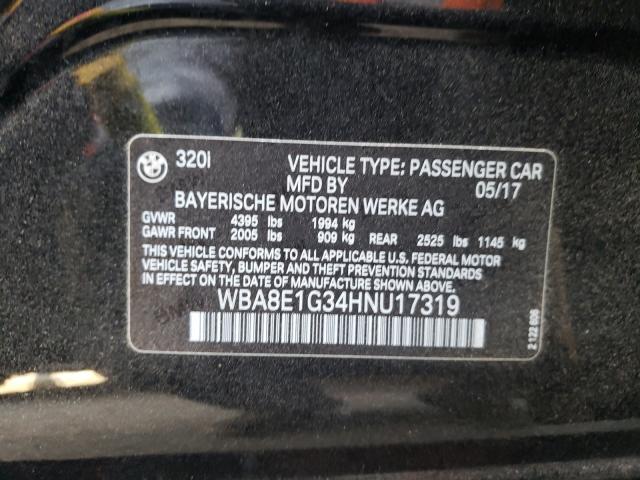 320I VEHICLE TYPE: PASSENGER CAR
MFD BY 05/17
BAYERISCHE MOTOREN WERKE AG
GVWR 4395 lbs 1994 kg
GAWR FRONT 2005 lbs 909 kg REAR 2525 lbs 1145 kg
THIS VEHICLE CONFORMS TO ALL APPLICABLE U.S. FEDERAL MOTOR
VEHICLE SAFETY, BUMPER AND THEFT PREVENTION STANDARDS
IN EFFECT ON THE DATE OF MANUFACTURE SHOWN ABOVE.
WBA8E1G34HNU17319